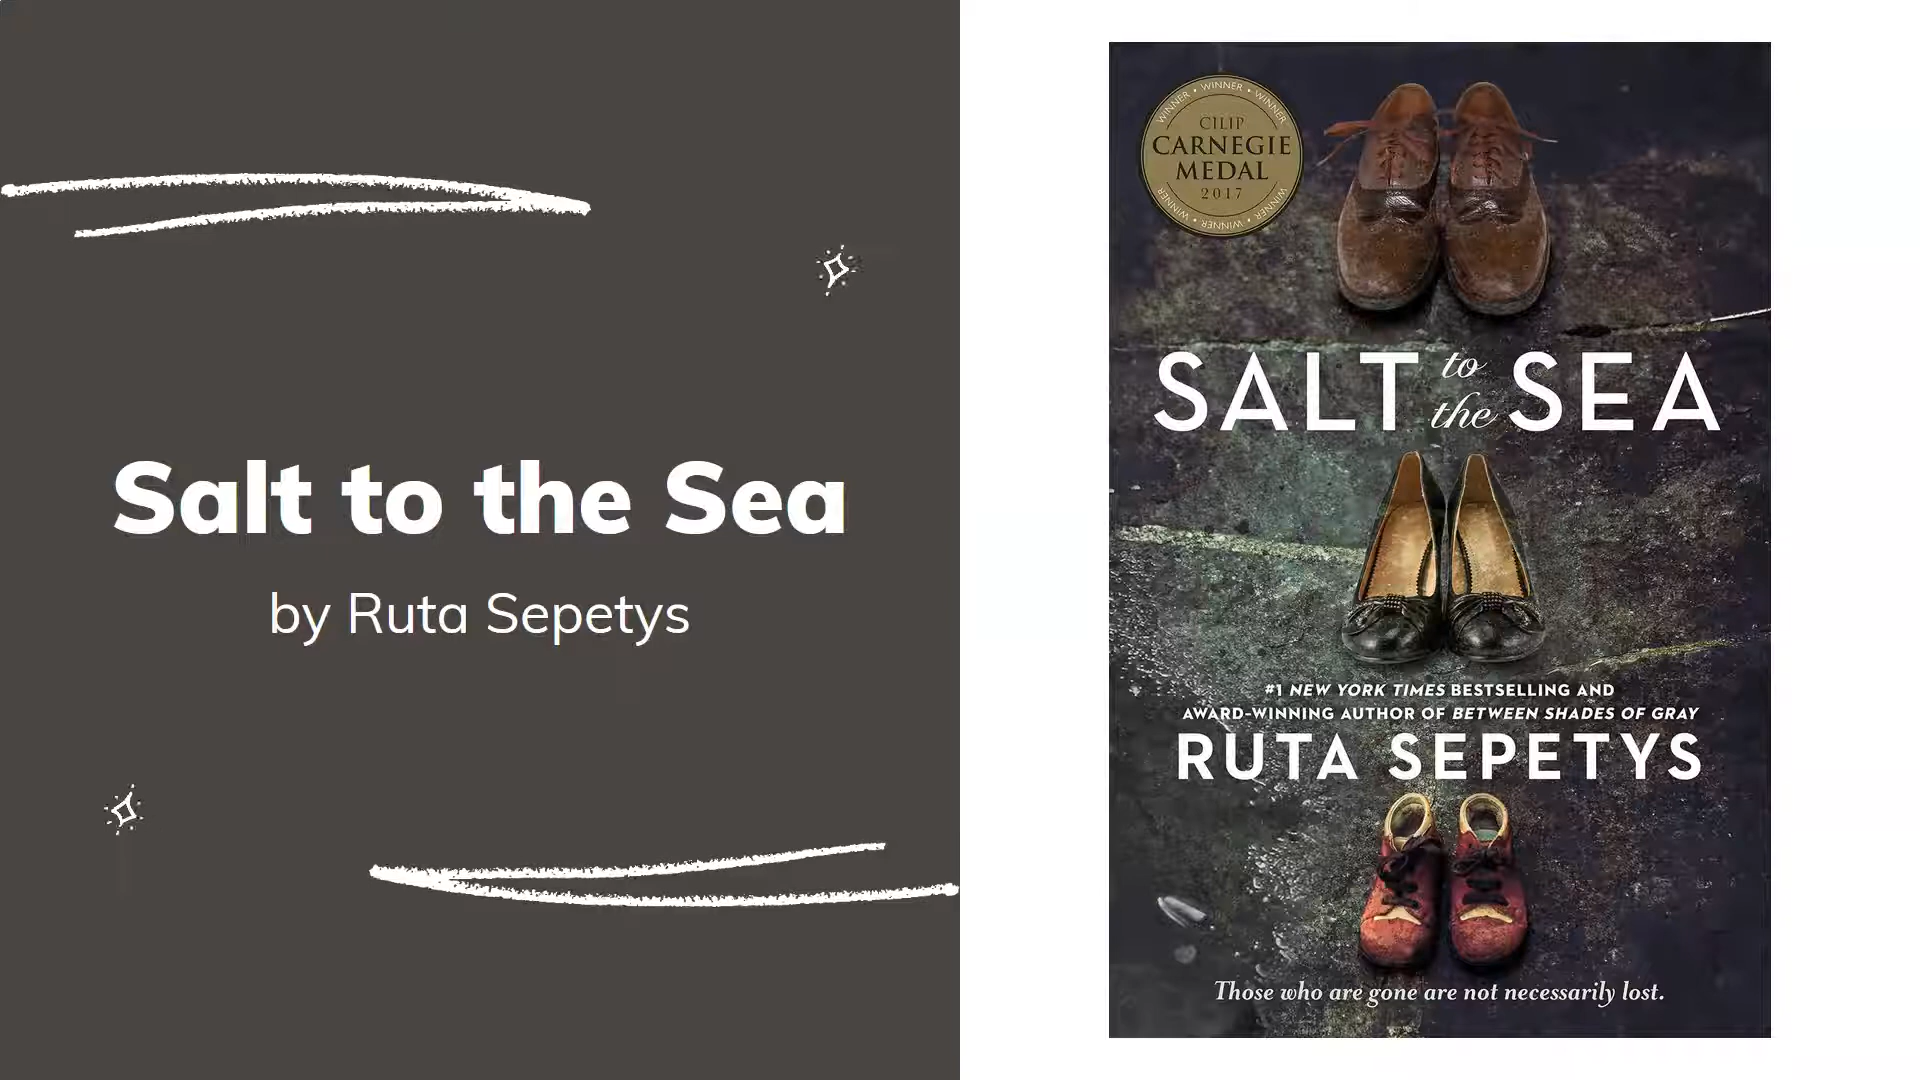 Salt to the Sea
by Ruta Sepetys
WINNER • WINNER • WINNER
CILIP
CARNEGIE
MEDAL
2017
WINNER • WINNER • WINNER
SALT to the SEA
#1 NEW YORK TIMES BESTSELLING AND
AWARD-WINNING AUTHOR OF BETWEEN SHADES OF GRAY
RUTA SEPETYS
Those who are gone are not necessarily lost.